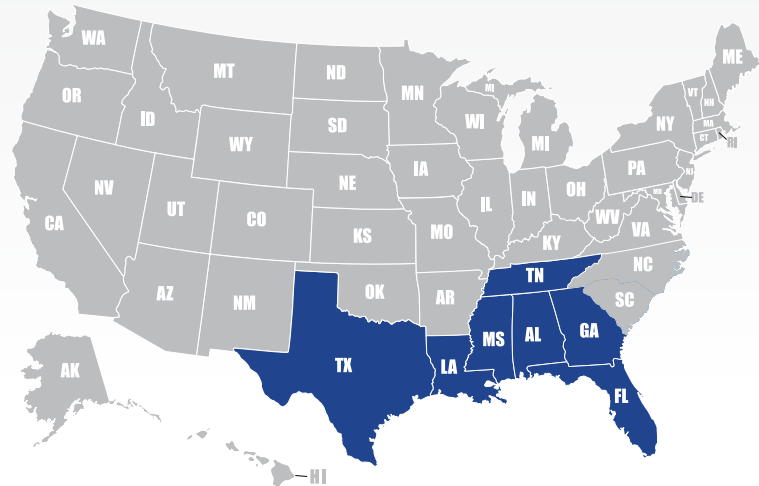 WA
MT
ND
MN
MI
ME
VT
NH
OR
ID
SD
WI
NY
MA
CT
RI
WY
MI
IA
PA
NJ
NE
OH
MD
DE
NV
UT
CO
IL
IN
WV
VA
CA
KS
MO
KY
NC
AZ
NM
OK
AR
TN
SC
MS
AL
GA
TX
LA
AK
FL
HI